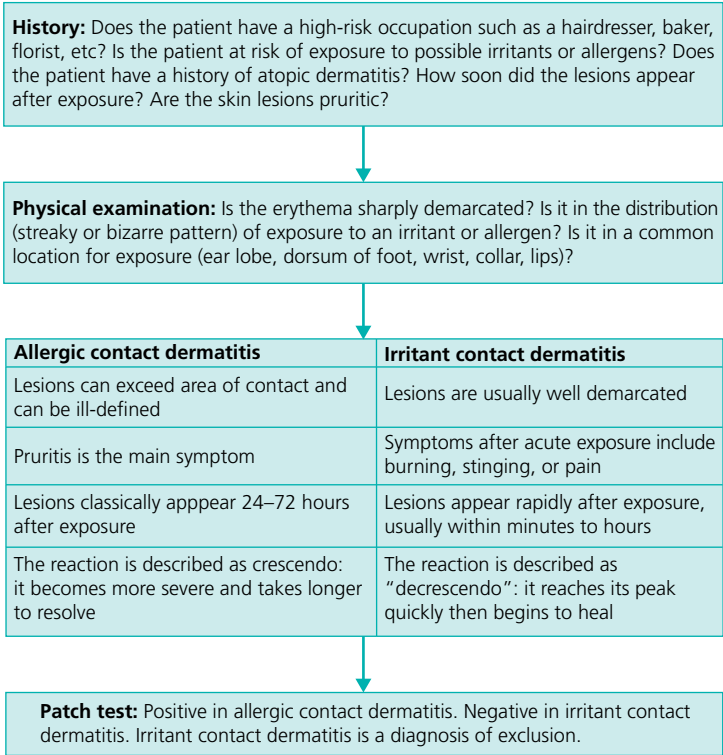 History: Does the patient have a high-risk occupation such as a hairdresser, baker,
florist, etc? Is the patient at risk of exposure to possible irritants or allergens? Does
the patient have a history of atopic dermatitis? How soon did the lesions appear
after exposure? Are the skin lesions pruritic?
Physical examination: Is the erythema sharply demarcated? Is it in the distribution
(streaky or bizarre pattern) of exposure to an irritant or allergen? Is it in a common
location for exposure (ear lobe, dorsum of foot, wrist, collar, lips)?
Allergic contact dermatitis
Irritant contact dermatitis
Lesions can exceed area of contact and
can be ill-defined
Lesions are usually well demarcated
Pruritis is the main symptom
Symptoms after acute exposure include
burning, stinging, or pain
Lesions classically apppear 24–72 hours
after exposure
Lesions appear rapidly after exposure,
usually within minutes to hours
The reaction is described as crescendo:
it becomes more severe and takes longer
to resolve
The reaction is described as
“decrescendo”: it reaches its peak
quickly then begins to heal
Patch test: Positive in allergic contact dermatitis. Negative in irritant contact
dermatitis. Irritant contact dermatitis is a diagnosis of exclusion.